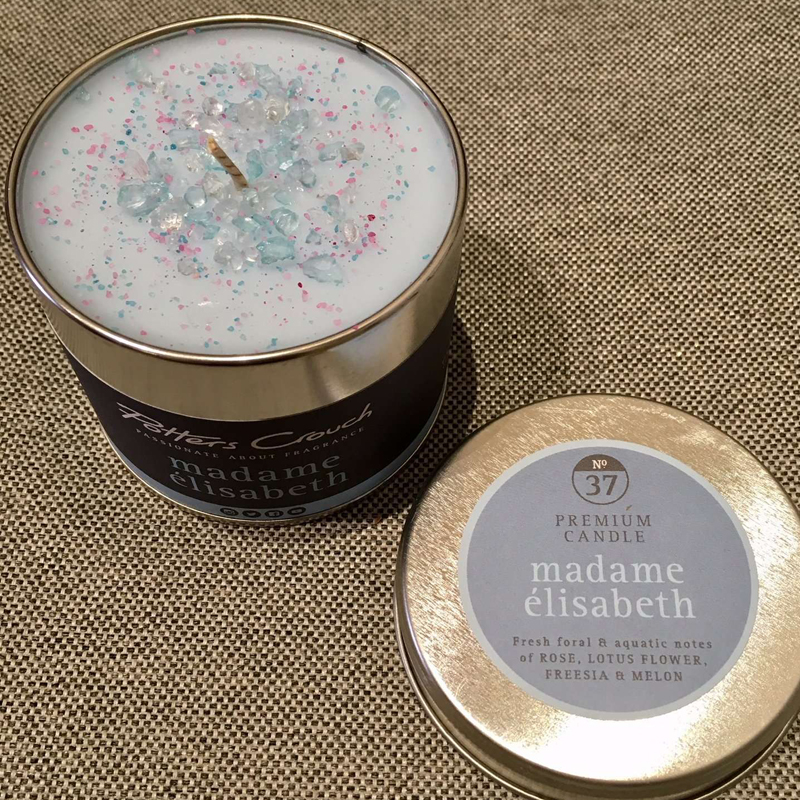 Potters Crouch
PASSIONATE ABOUT FRAGRANCE
madame
élisabeth
Nº
37
PREMIÚM
CANDLE
madame
élisabeth
Fresh foral & aquatic notes
of ROSE, LOTUS FLOWER,
FREESIA & MELON